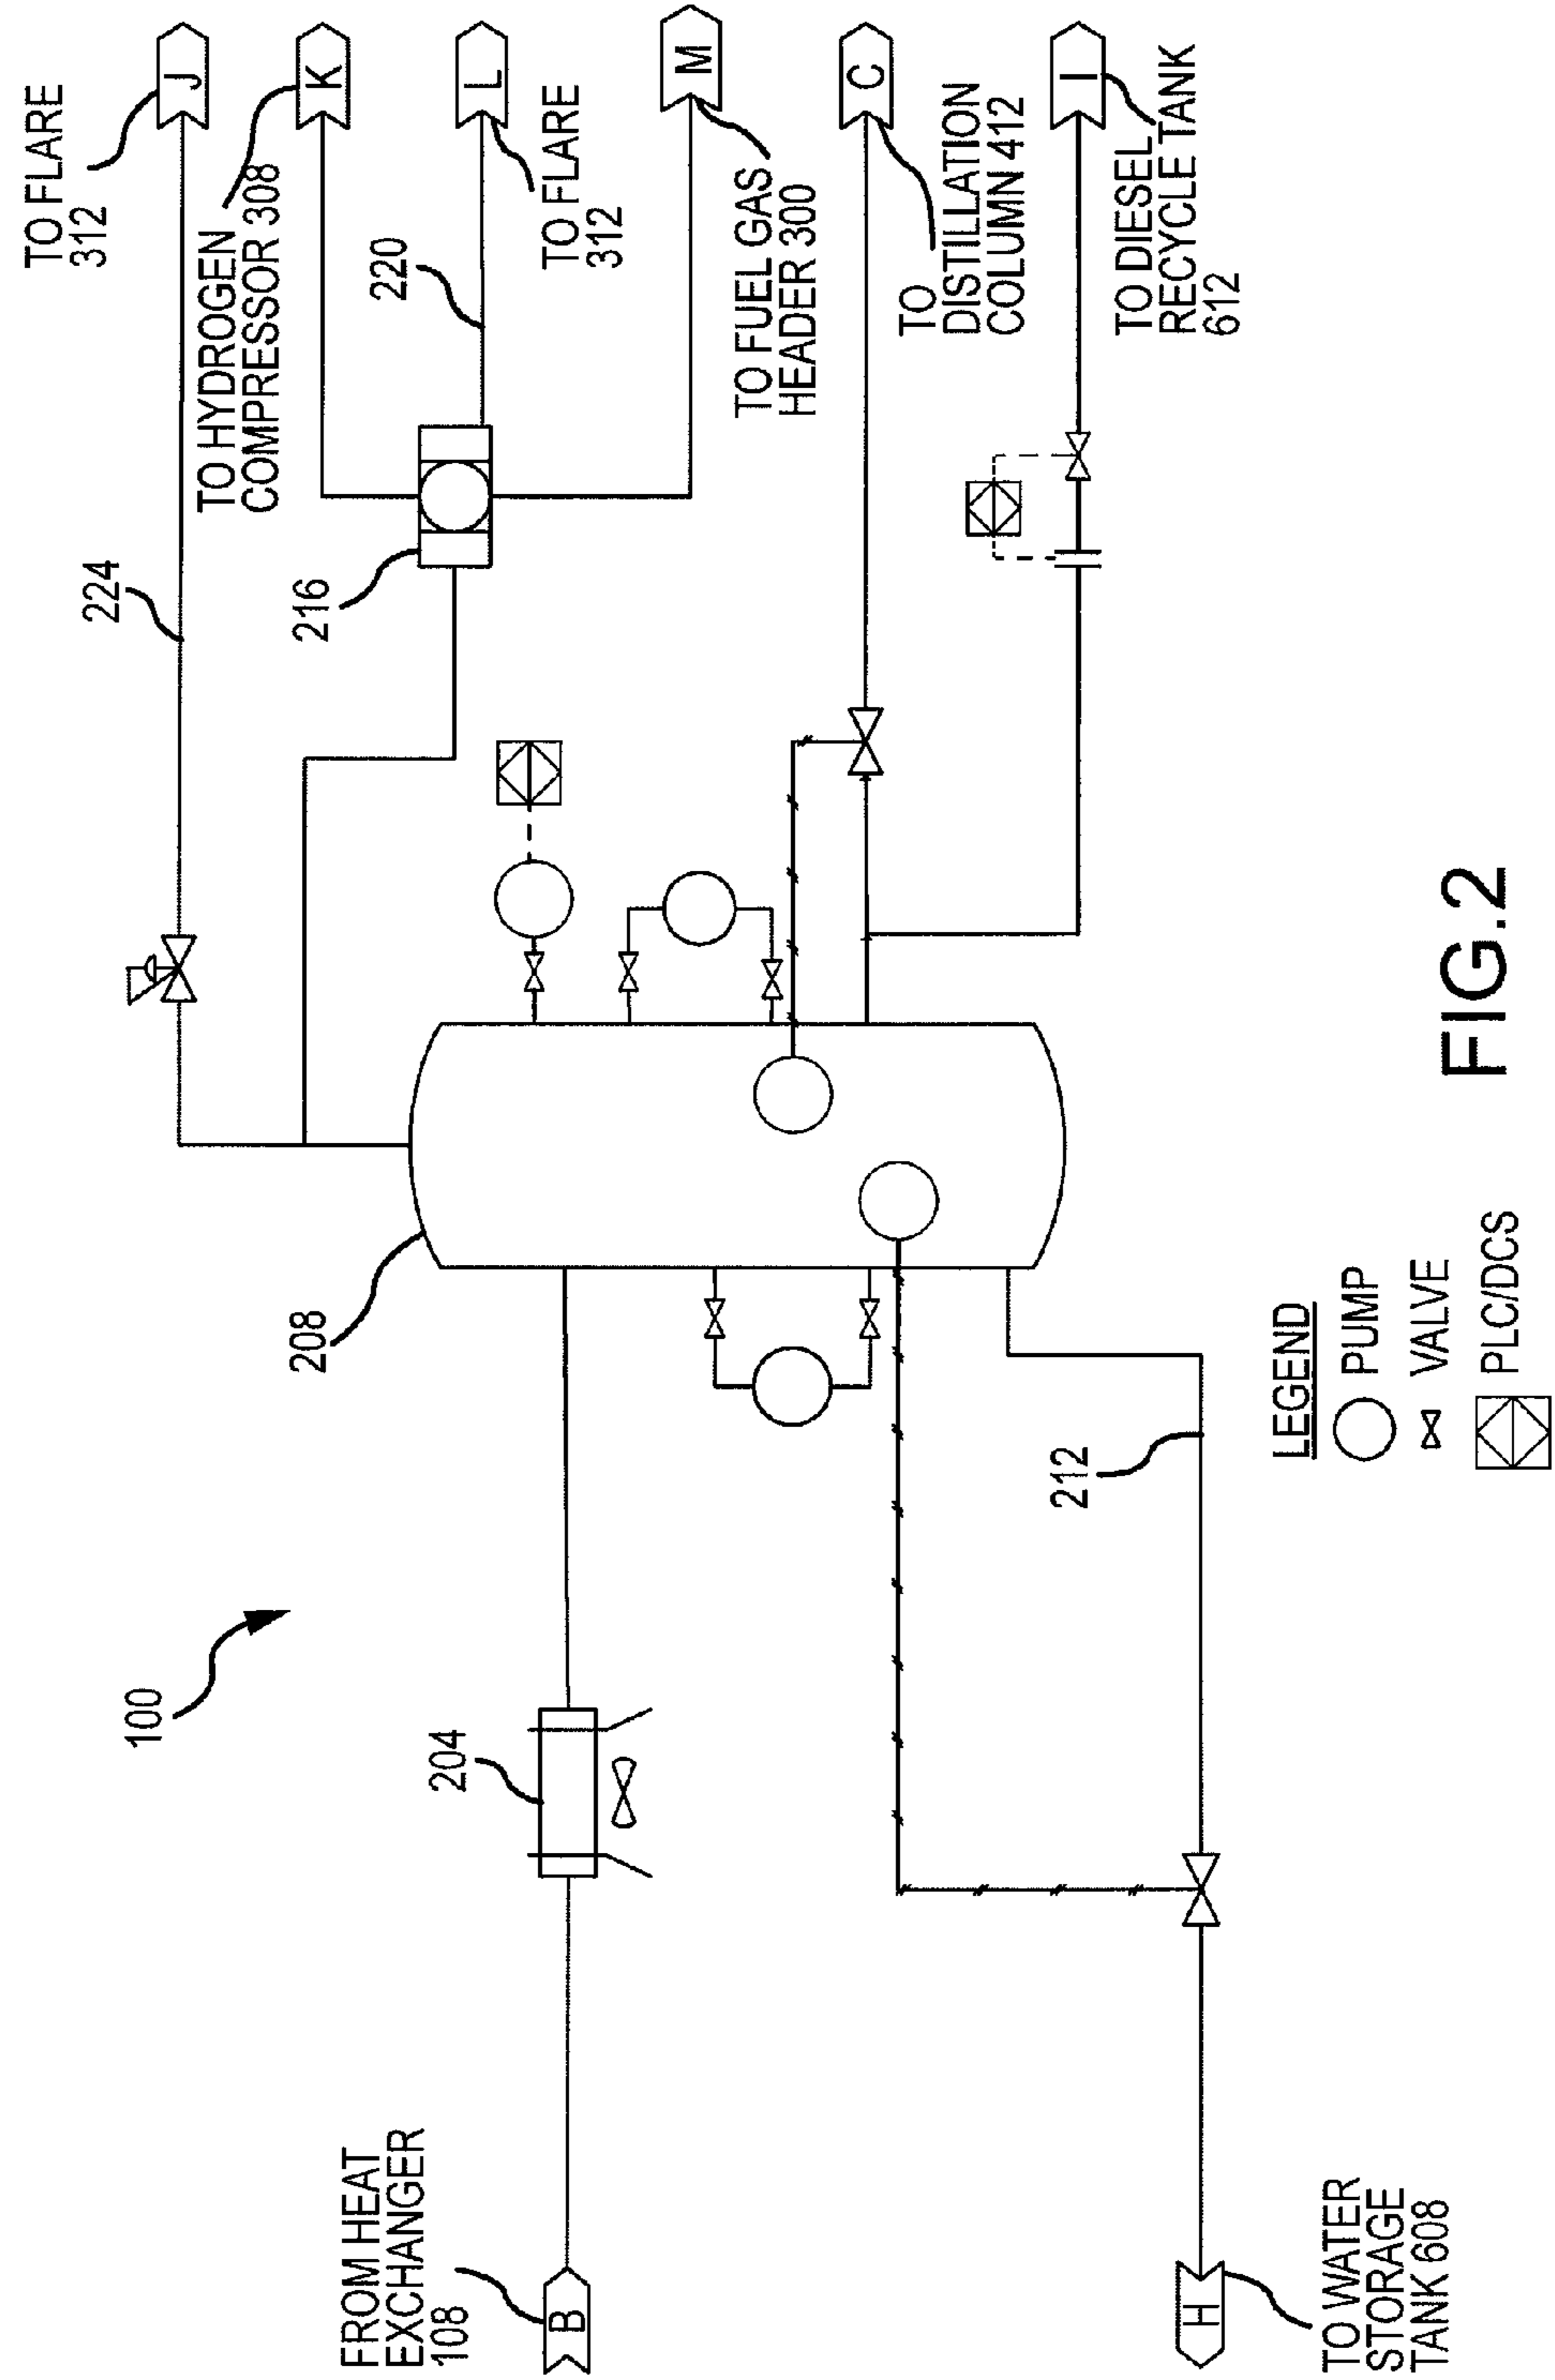 TO FLARE
312
J
TO HYDROGEN
COMPRESSOR 308
K
220
L
TO FLARE
312
M
TO FUEL GAS
HEADER 300
C
TO
DISTILLATION
COLUMN 412
I
TO DIESEL
RECYCLE TANK
612
224
216
208
100
204
212
FROM HEAT
EXCHANGER
108
B
H
TO WATER
STORAGE
TANK 608
LEGEND
PUMP
VALVE
PLC/DCS
FIG.2